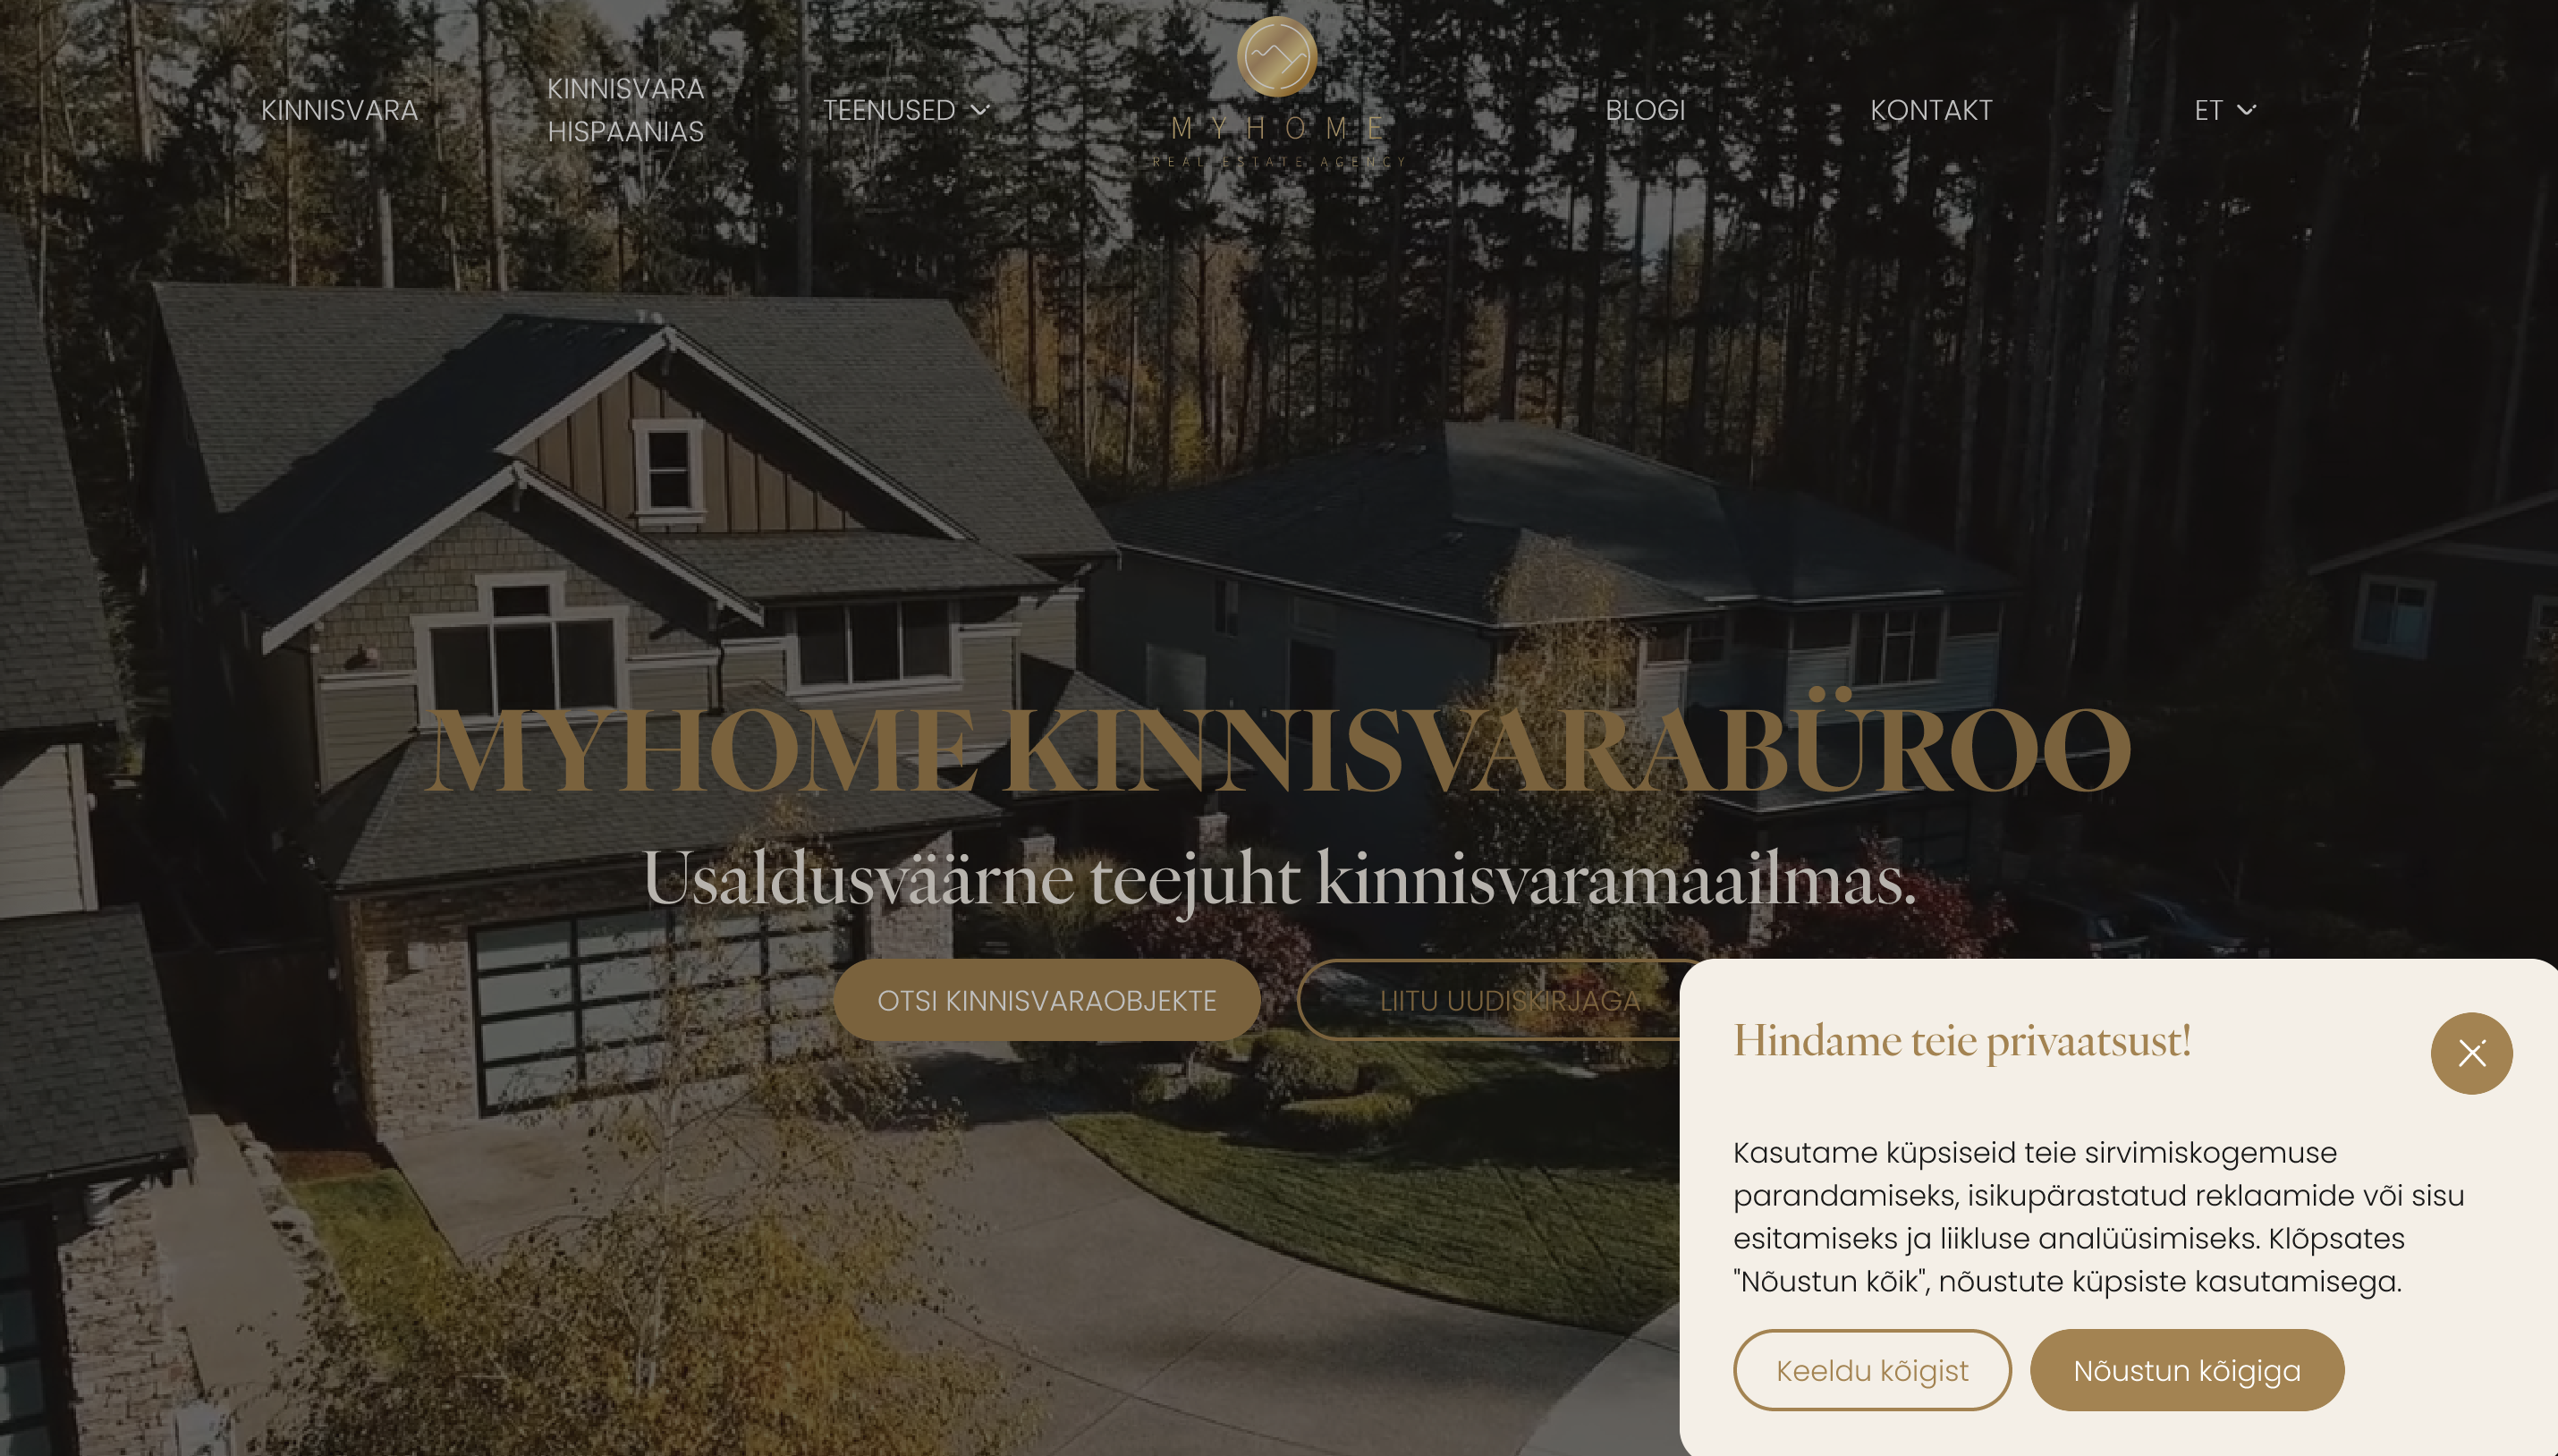 KINNISVARA
KINNISVARA
HISPAANIAS
TEENUSED
MYHOME
REAL ESTATE AGENCY
BLOGI
KONTAKT
ET
MYHOME KINNISVARABÜROO
Usaldusväärne teejuht kinnisvaramaailmas.
OTSI KINNISVARAOBJEKTE
LIITU UUDISKIRJAGA
Hindame teie privaatsust!
Kasutame küpsiseid teie sirvimiskogemuse
parandamiseks, isikupärastatud reklaamide või sisu
esitamiseks ja liikluse analüüsimiseks. Klõpsates
"Nõustun kõik", nõustute küpsiste kasutamisega.
Keeldu kõigist
Nõustun kõigiga